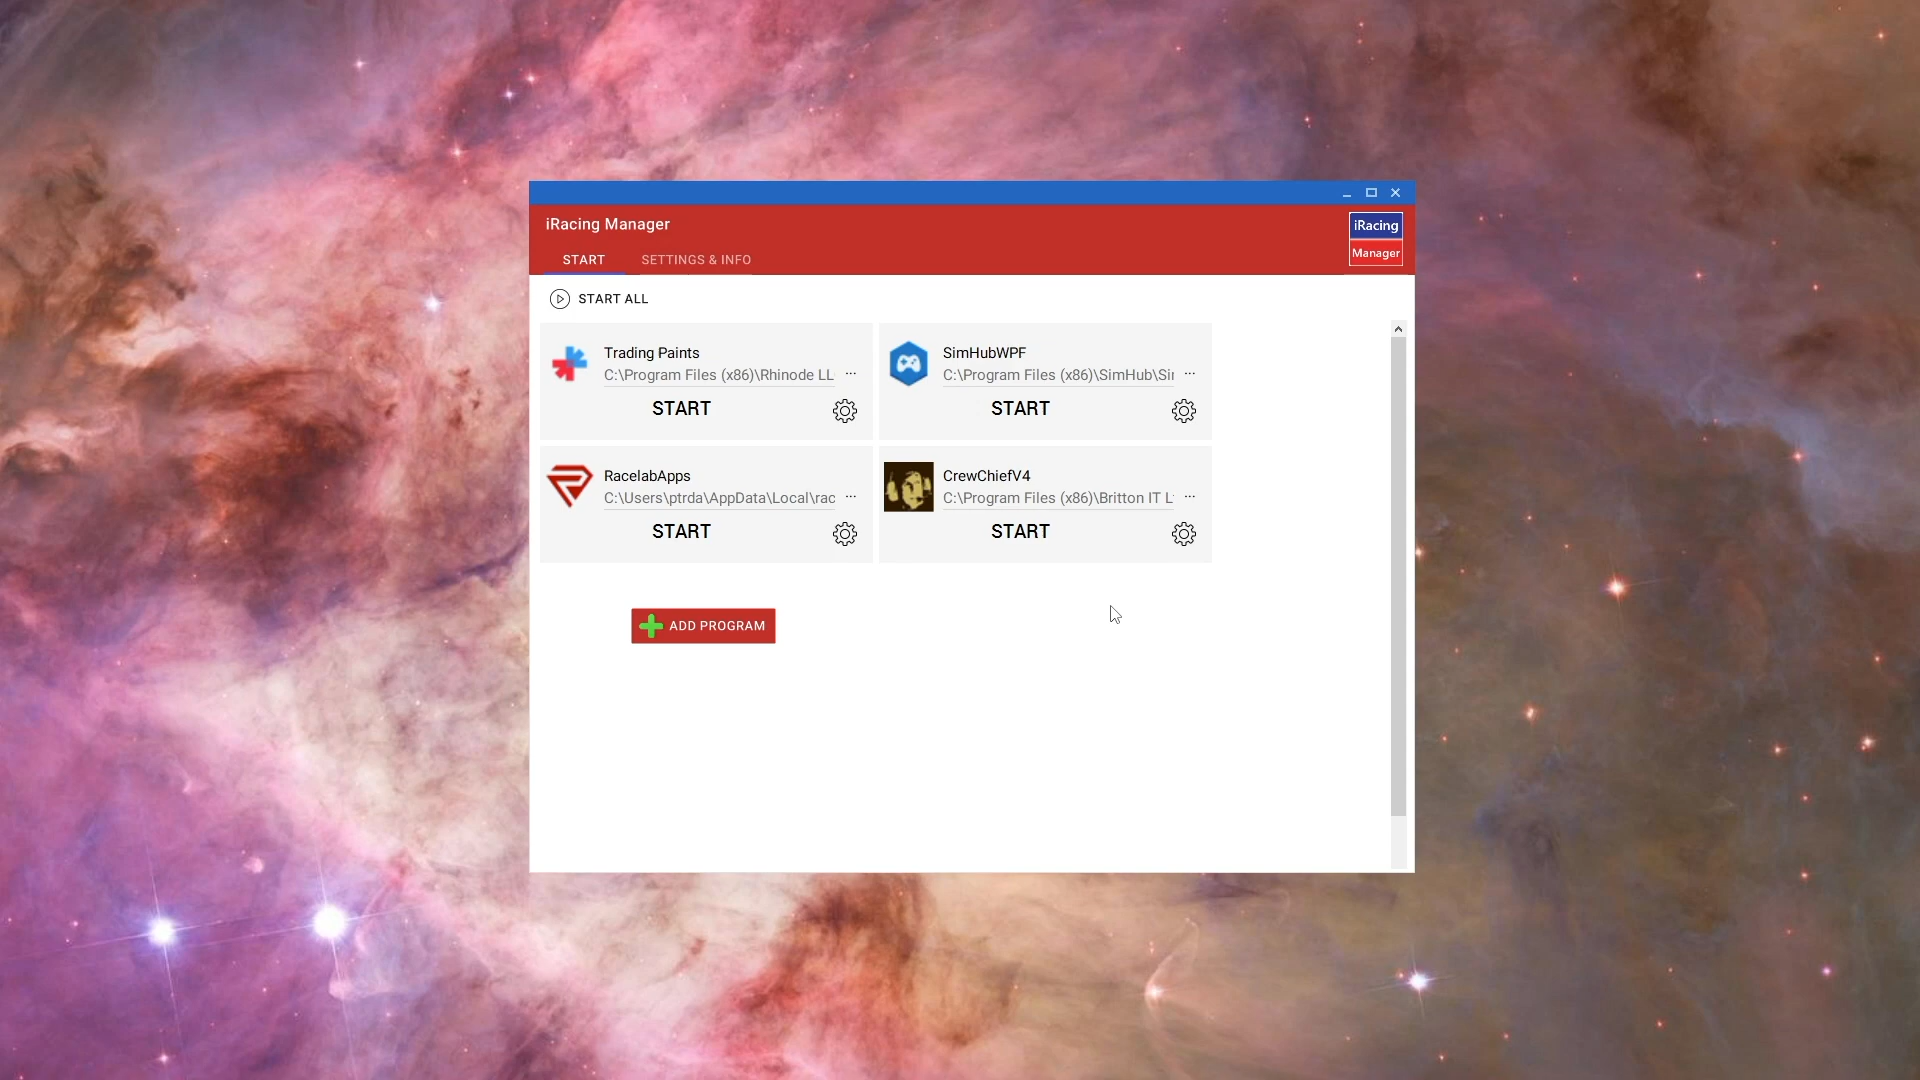 iRacing Manager
iRacing
Manager
START
SETTINGS & INFO
START ALL
Trading Paints
C:\Program Files (x86)\Rhinode LL
...
START
SimHubWPF
C:\Program Files (x86)\SimHub\Sir
...
START
RacelabApps
C:\Users\ptrda\AppData\Local\rac
...
START
CrewChiefV4
C:\Program Files (x86)\Britton IT L
...
START
ADD PROGRAM